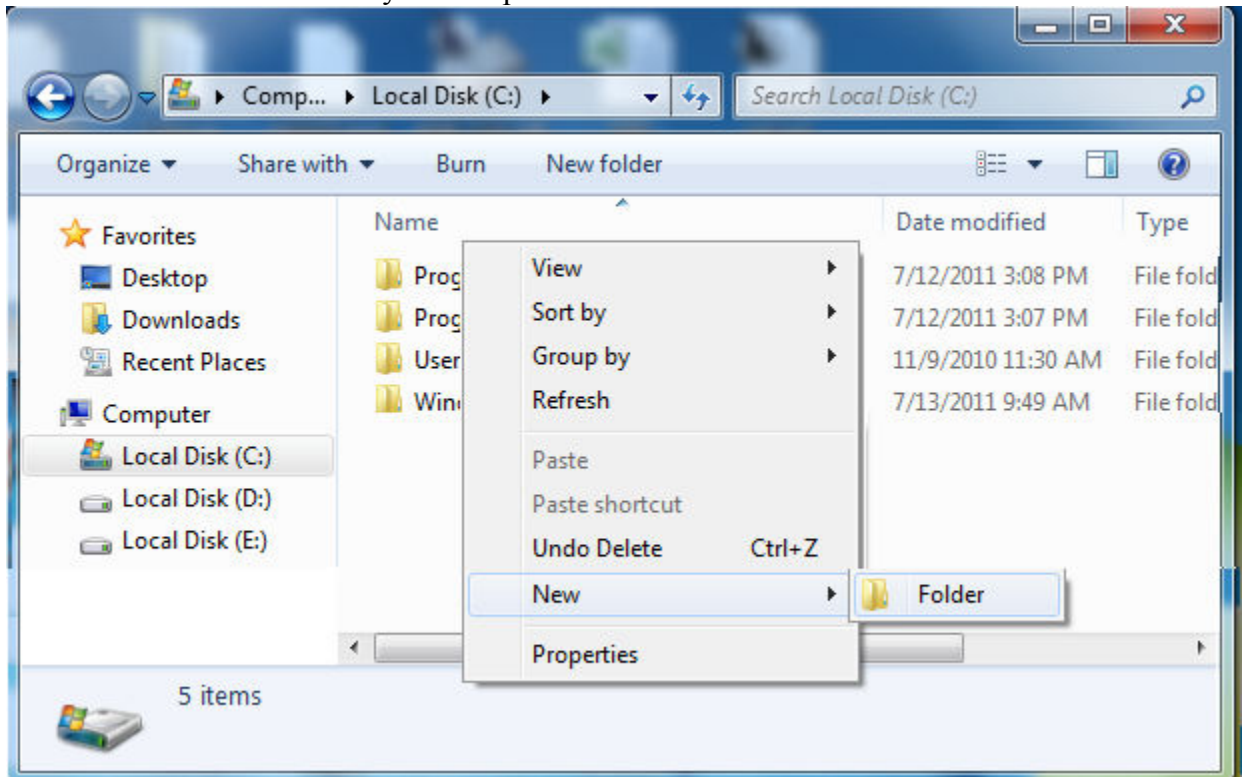 Comp... Local Disk (C:) Search Local Disk (C:)
Organize Share with Burn New folder
Favorites
Desktop
Downloads
Recent Places
Computer
Local Disk (C:)
Local Disk (D:)
Local Disk (E:)
Name Date modified Type
Prog 7/12/2011 3:08 PM File fold
Prog 7/12/2011 3:07 PM File fold
User 11/9/2010 11:30 AM File fold
Win 7/13/2011 9:49 AM File fold
View
Sort by
Group by
Refresh
Paste
Paste shortcut
Undo Delete Ctrl+Z
New
Folder
Properties
5 items